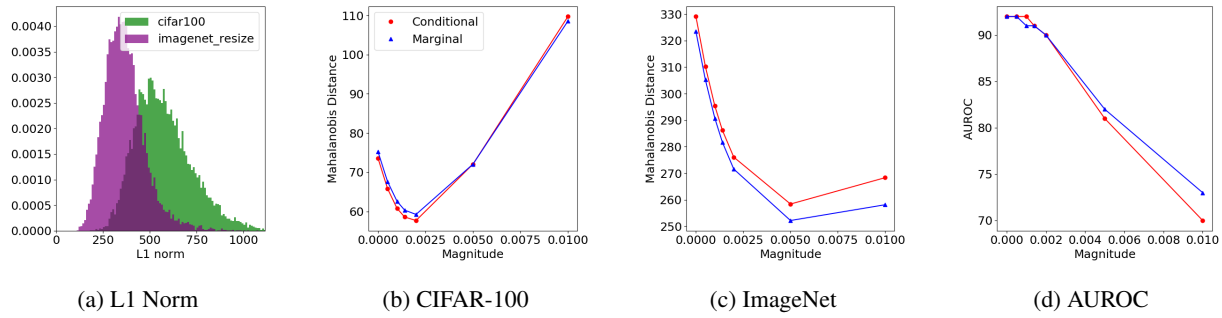 0.0040
0.0035
0.0030
0.0025
0.0020
0.0015
0.0010
0.0005
0.0000
0 250 500 750 1000
L1 norm
cifar100
imagenet_resize
(a) L1 Norm
Mahalanobis Distance
110
100
90
80
70
60
0.0000 0.0025 0.0050 0.0075 0.0100
Magnitude
Conditional
Marginal
(b) CIFAR-100
Mahalanobis Distance
330
320
310
300
290
280
270
260
250
0.0000 0.0025 0.0050 0.0075 0.0100
Magnitude
(c) ImageNet
AUROC
90
85
80
75
70
0.000 0.002 0.004 0.006 0.008 0.010
Magnitude
(d) AUROC